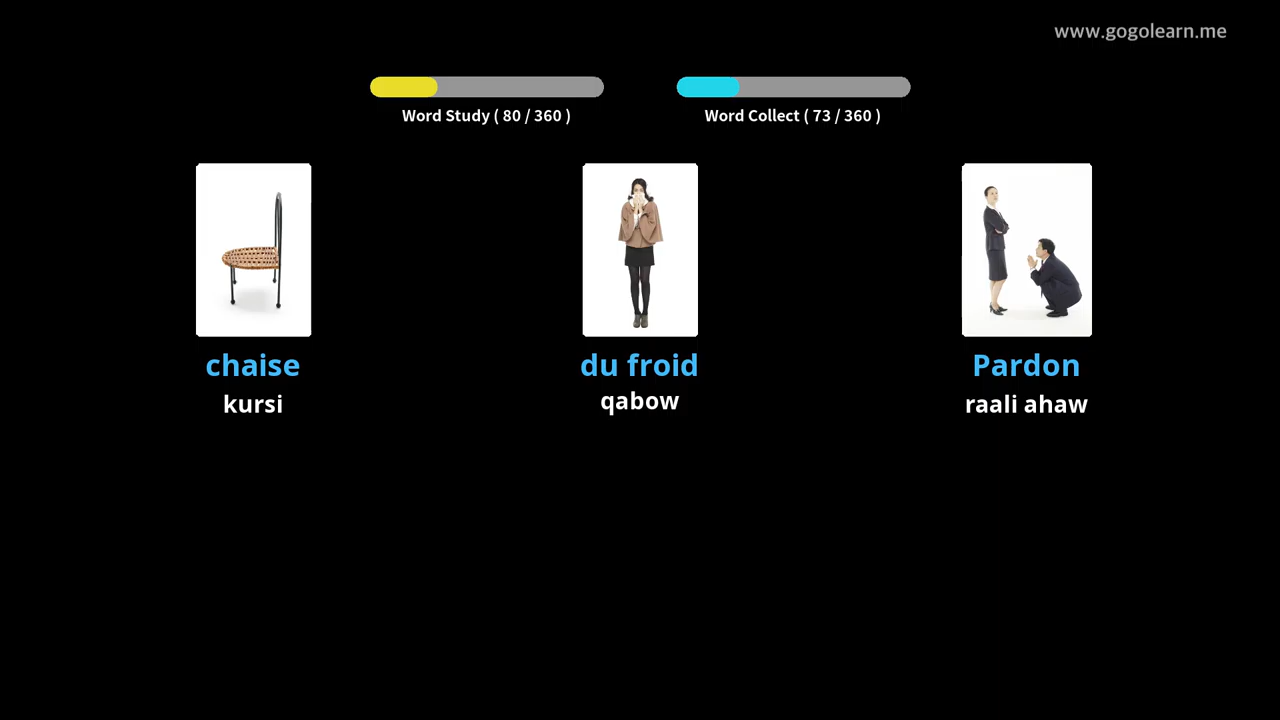 www.gogolearn.me
Word Study ( 80 / 360 )
Word Collect ( 73 / 360 )
chaise
kursi
du froid
qabow
Pardon
raali ahaw